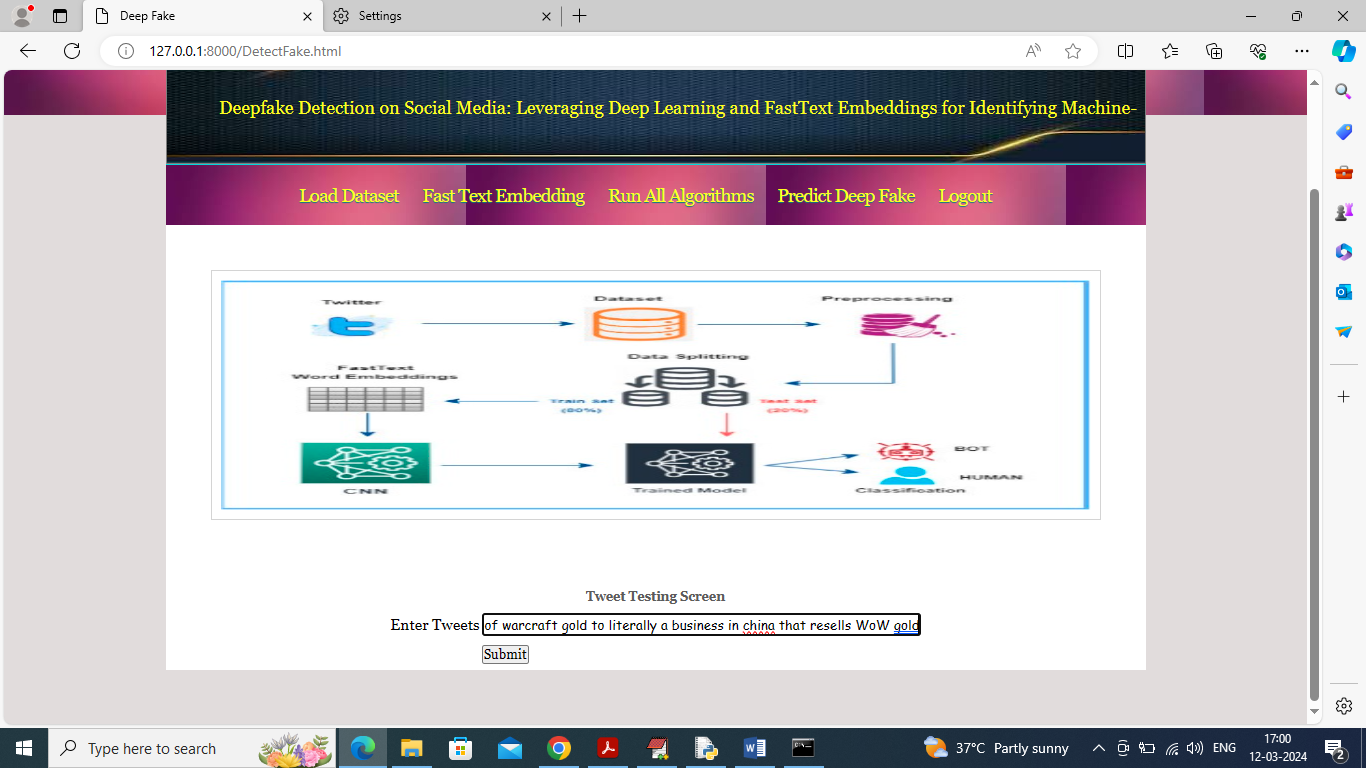 Deep Fake
Settings
127.0.0.1:8000/DetectFake.html
Deepfake Detection on Social Media: Leveraging Deep Learning and FastText Embeddings for Identifying Machine-
Load Dataset Fast Text Embedding Run All Algorithms Predict Deep Fake Logout
Twitter Dataset Preprocessing
Data Splitting
FastText
Word Embeddings
Train set
(80%)
Test set
(20%)
BOT
HUMAN
CNN Trained Model Classification
Tweet Testing Screen
Enter Tweets of warcraft gold to literally a business in china that resells WoW gold
Submit
Type here to search
37°C Partly sunny
ENG
17:00
12-03-2024
2